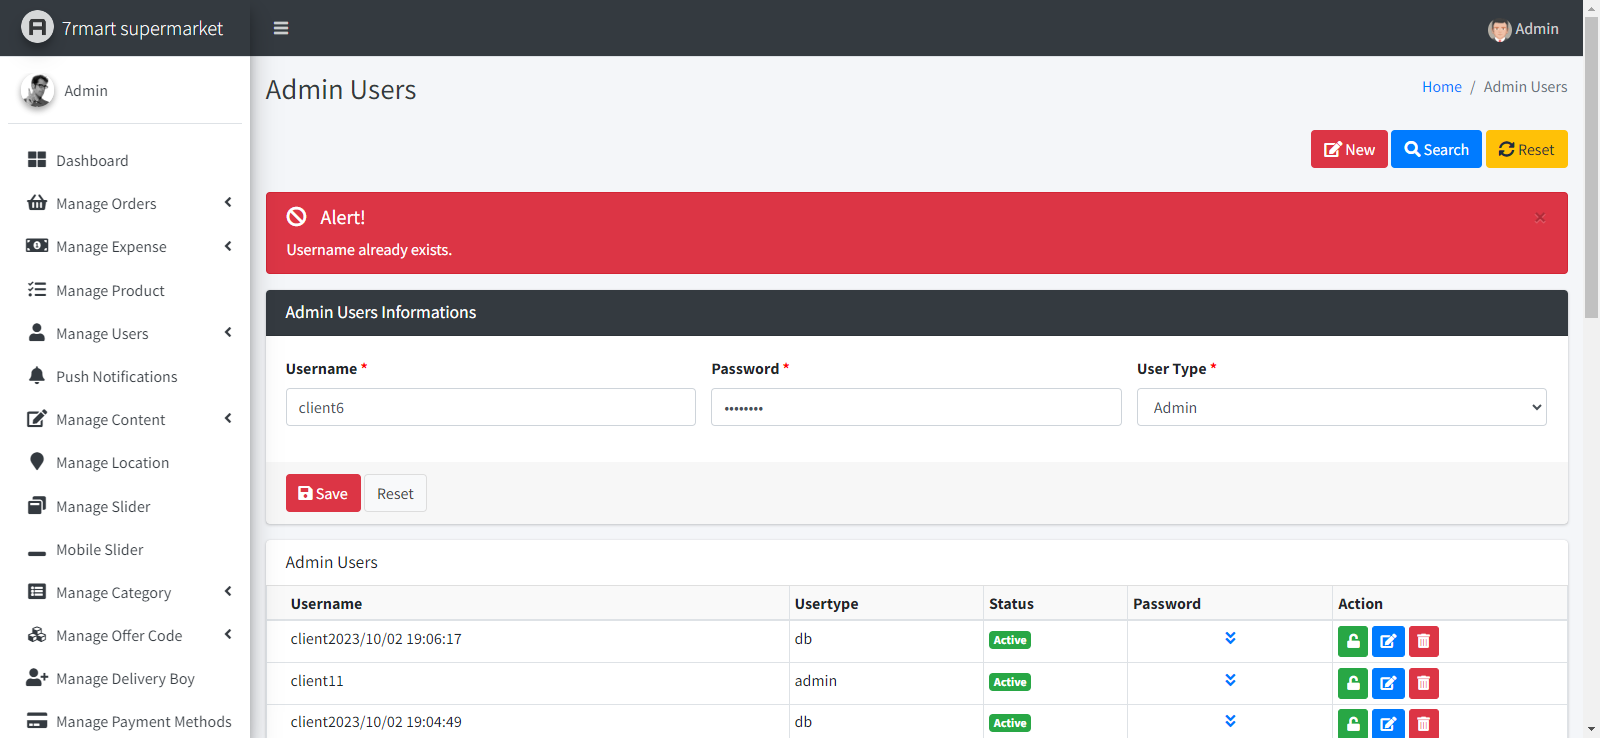 7rmart supermarket
Admin
Admin
Dashboard
Manage Orders
Manage Expense
Manage Product
Manage Users
Push Notifications
Manage Content
Manage Location
Manage Slider
Mobile Slider
Manage Category
Manage Offer Code
Manage Delivery Boy
Manage Payment Methods
Admin Users
Home / Admin Users
New Search Reset
Alert! ×
Username already exists.
Admin Users Informations
Username * Password * User Type *
client6 •••••••• Admin
Save Reset
Admin Users
Username Usertype Status Password Action
client2023/10/02 19:06:17 db Active
client11 admin Active
client2023/10/02 19:04:49 db Active